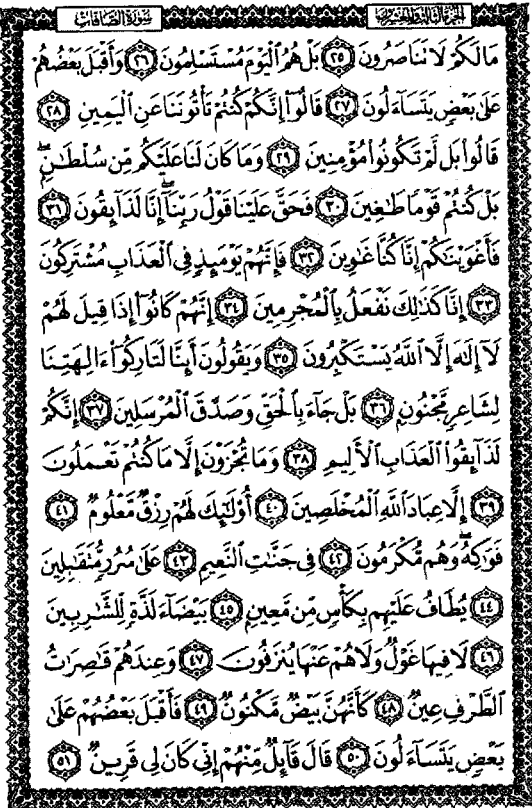 الجزء الثالث والعشرون
سورة الصافات
مَا لَكُمْ لَا تَنَاصَرُونَ ٢٥ بَلْ هُمُ ٱلْيَوْمَ مُسْتَسْلِمُونَ ٢٦ وَأَقْبَلَ بَعْضُهُمْ
عَلَىٰ بَعْضٍ يَتَسَآءَلُونَ ٢٧ قَالُوٓا۟ إِنَّكُمْ كُنتُمْ تَأْتُونَنَا عَنِ ٱلْيَمِينِ ٢٨
قَالُوا۟ بَل لَّمْ تَكُونُوا۟ مُؤْمِنِينَ ٢٩ وَمَا كَانَ لَنَا عَلَيْكُم مِّن سُلْطَٰنٍۭ ۖ
بَلْ كُنتُمْ قَوْمًا طَٰغِينَ ٣٠ فَحَقَّ عَلَيْنَا قَوْلُ رَبِّنَآ ۖ إِنَّا لَذَآئِقُونَ ٣١
فَأَغْوَيْنَٰكُمْ إِنَّا كُنَّا غَٰوِينَ ٣٢ فَإِنَّهُمْ يَوْمَئِذٍ فِى ٱلْعَذَابِ مُشْتَرِكُونَ
٣٣ إِنَّا كَذَٰلِكَ نَفْعَلُ بِٱلْمُجْرِمِينَ ٣٤ إِنَّهُمْ كَانُوٓا۟ إِذَا قِيلَ لَهُمْ
لَآ إِلَٰهَ إِلَّا ٱللَّهُ يَسْتَكْبِرُونَ ٣٥ وَيَقُولُونَ أَئِنَّا لَتَارِكُوٓا۟ ءَالِهَتِنَا
لِشَاعِرٍ مَّجْنُونٍۭ ٣٦ بَلْ جَآءَ بِٱلْحَقِّ وَصَدَّقَ ٱلْمُرْسَلِينَ ٣٧ إِنَّكُمْ
لَذَآئِقُوا۟ ٱلْعَذَابِ ٱلْأَلِيمِ ٣٨ وَمَا تُجْزَوْنَ إِلَّا مَا كُنتُمْ تَعْمَلُونَ
٣٩ إِلَّا عِبَادَ ٱللَّهِ ٱلْمُخْلَصِينَ ٤٠ أُو۟لَٰٓئِكَ لَهُمْ رِزْقٌ مَّعْلُومٌ ٤١
فَوَٰكِهُ ۖ وَهُم مُّكْرَمُونَ ٤٢ فِى جَنَّٰتِ ٱلنَّعِيمِ ٤٣ عَلَىٰ سُرُرٍ مُّتَقَٰبِلِينَ
٤٤ يُطَافُ عَلَيْهِم بِكَأْسٍ مِّن مَّعِينٍۭ ٤٥ بَيْضَآءَ لَذَّةٍ لِّلشَّٰرِبِينَ
٤٦ لَا فِيهَا غَوْلٌ وَلَا هُمْ عَنْهَا يُنزَفُونَ ٤٧ وَعِندَهُمْ قَٰصِرَٰتُ
ٱلطَّرْفِ عِينٌ ٤٨ كَأَنَّهُنَّ بَيْضٌ مَّكْنُونٌ ٤٩ فَأَقْبَلَ بَعْضُهُمْ عَلَىٰ
بَعْضٍ يَتَسَآءَلُونَ ٥٠ قَالَ قَآئِلٌ مِّنْهُمْ إِنِّى كَانَ لِى قَرِينٌ ٥١